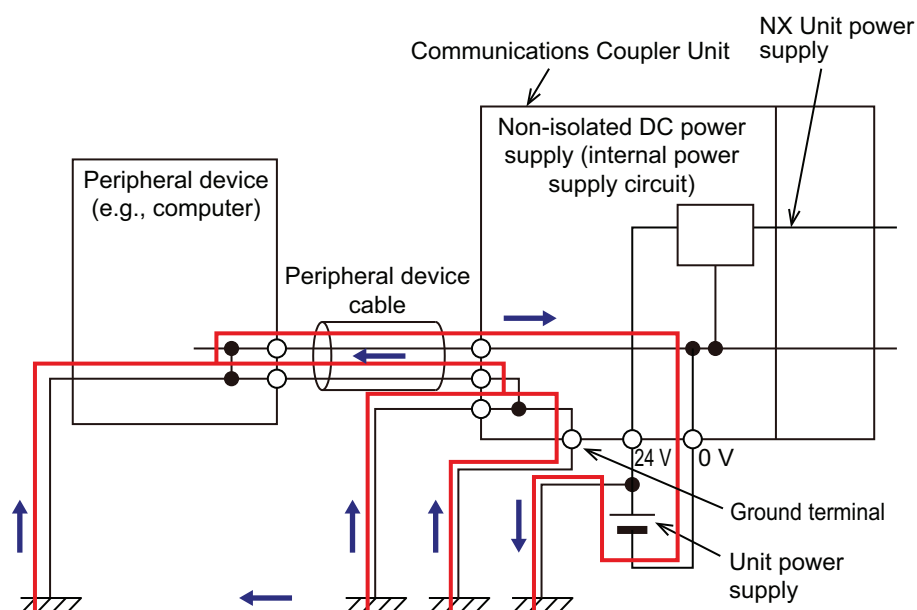 NX Unit power
supply
Communications Coupler Unit
Non-isolated DC power
supply (internal power
supply circuit)
Peripheral device
(e.g., computer)
Peripheral device
cable
24 V
0 V
Ground terminal
Unit power
supply